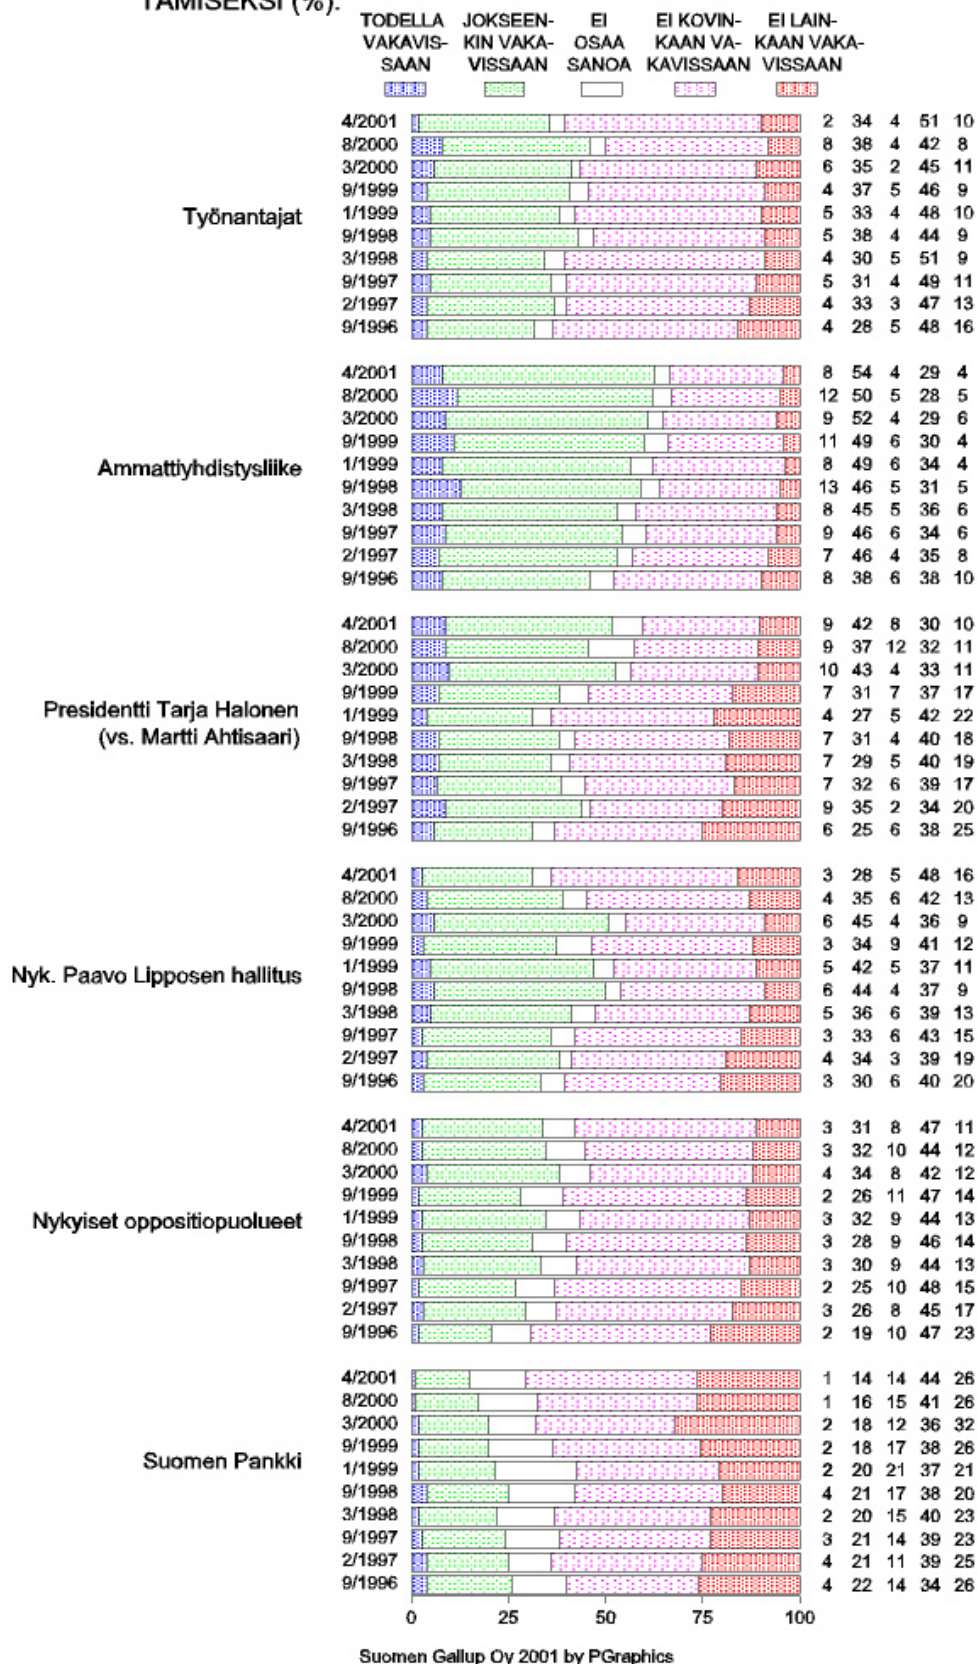 TAMISEKSI (%).
TODELLA VAKAVIS- SAAN
JOKSEEN- KIN VAKA- VISSAAN
EI OSAA SANOA
EI KOVIN- KAAN VA- KAVISSAAN
EI LAIN- KAAN VAKA- VISSAAN
Työnantajat
4/2001 2 34 4 51 10
8/2000 8 38 4 42 8
3/2000 6 35 2 45 11
9/1999 4 37 5 46 9
1/1999 5 33 4 48 10
9/1998 5 38 4 44 9
3/1998 4 30 5 51 9
9/1997 5 31 4 49 11
2/1997 4 33 3 47 13
9/1996 4 28 5 48 16
Ammattiyhdistysliike
4/2001 8 54 4 29 4
8/2000 12 50 5 28 5
3/2000 9 52 4 29 6
9/1999 11 49 6 30 4
1/1999 8 49 6 34 4
9/1998 13 46 5 31 5
3/1998 8 45 5 36 6
9/1997 9 46 6 34 6
2/1997 7 46 4 35 8
9/1996 8 38 6 38 10
Presidentti Tarja Halonen
(vs. Martti Ahtisaari)
4/2001 9 42 8 30 10
8/2000 9 37 12 32 11
3/2000 10 43 4 33 11
9/1999 7 31 7 37 17
1/1999 4 27 5 42 22
9/1998 7 31 4 40 18
3/1998 7 29 5 40 19
9/1997 7 32 6 39 17
2/1997 9 35 2 34 20
9/1996 6 25 6 38 25
Nyk. Paavo Lipposen hallitus
4/2001 3 28 5 48 16
8/2000 4 35 6 42 13
3/2000 6 45 4 36 9
9/1999 3 34 9 41 12
1/1999 5 42 5 37 11
9/1998 6 44 4 37 9
3/1998 5 36 6 39 13
9/1997 3 33 6 43 15
2/1997 4 34 3 39 19
9/1996 3 30 6 40 20
Nykyiset oppositiopuolueet
4/2001 3 31 8 47 11
8/2000 3 32 10 44 12
3/2000 4 34 8 42 12
9/1999 2 26 11 47 14
1/1999 3 32 9 44 13
9/1998 3 28 9 46 14
3/1998 3 30 9 44 13
9/1997 2 25 10 48 15
2/1997 3 26 8 45 17
9/1996 2 19 10 47 23
Suomen Pankki
4/2001 1 14 14 44 26
8/2000 1 16 15 41 26
3/2000 2 18 12 36 32
9/1999 2 18 17 38 26
1/1999 2 20 21 37 21
9/1998 4 21 17 38 20
3/1998 2 20 15 40 23
9/1997 3 21 14 39 23
2/1997 4 21 11 39 25
9/1996 4 22 14 34 26
0 25 50 75 100
Suomen Gallup Oy 2001 by PGraphics